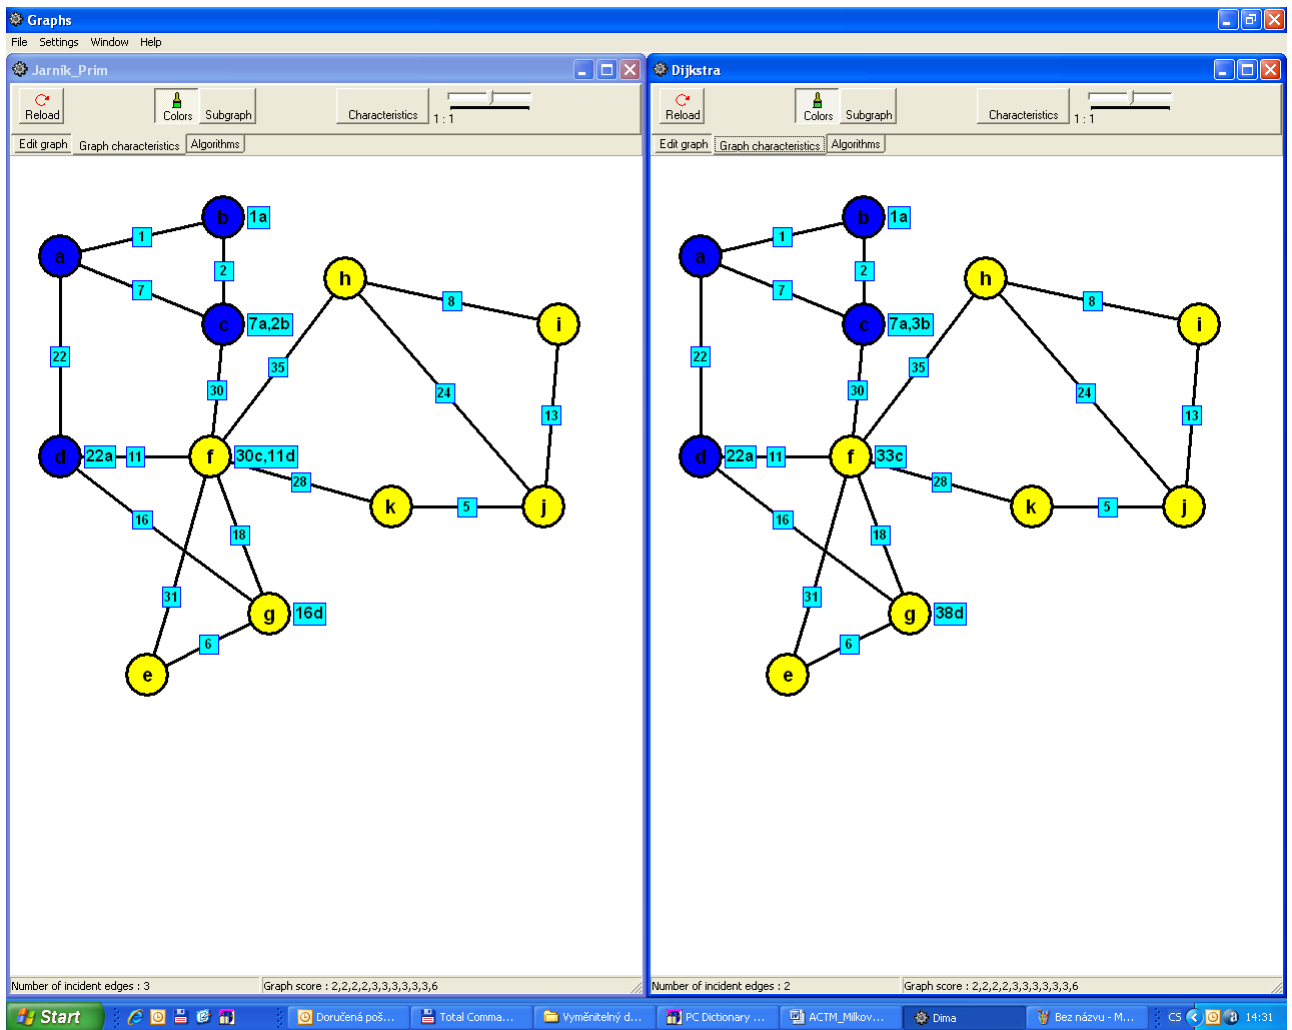 Graphs
File Settings Window Help
Jarník_Prim
Reload
Colors
Subgraph
Characteristics
1 : 1
Edit graph
Graph characteristics
Algorithms
b
1a
1
a
2
h
7
8
c
7a,2b
i
22
35
30
24
13
d
22a
11
f
30c,11d
28
k
5
j
16
18
31
g
16d
6
e
Number of incident edges : 3
Graph score : 2,2,2,2,3,3,3,3,3,3,6
Dijkstra
Reload
Colors
Subgraph
Characteristics
1 : 1
Edit graph
Graph characteristics
Algorithms
b
1a
1
a
2
h
7
8
c
7a,3b
i
22
35
30
24
13
d
22a
11
f
33c
28
k
5
j
16
18
31
g
38d
6
e
Number of incident edges : 2
Graph score : 2,2,2,2,3,3,3,3,3,3,6
Start
Doručená poš...
Total Comma...
Vyměnitelný d...
PC Dictionary ...
ACTM_Milkov...
Dima
Bez názvu - M...
CS
14:31